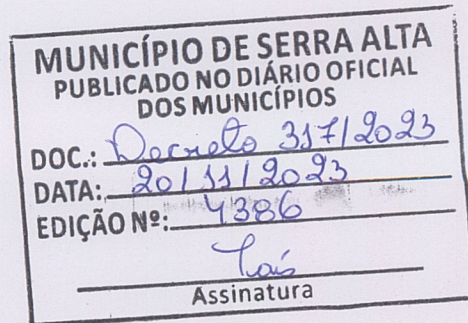 MUNICÍPIO DE SERRA ALTA
PUBLICADO NO DIÁRIO OFICIAL
DOS MUNICÍPIOS
DOC.: Decreto 317/2023
DATA: 20/11/2023
EDIÇÃO Nº: 4386
Laís
Assinatura